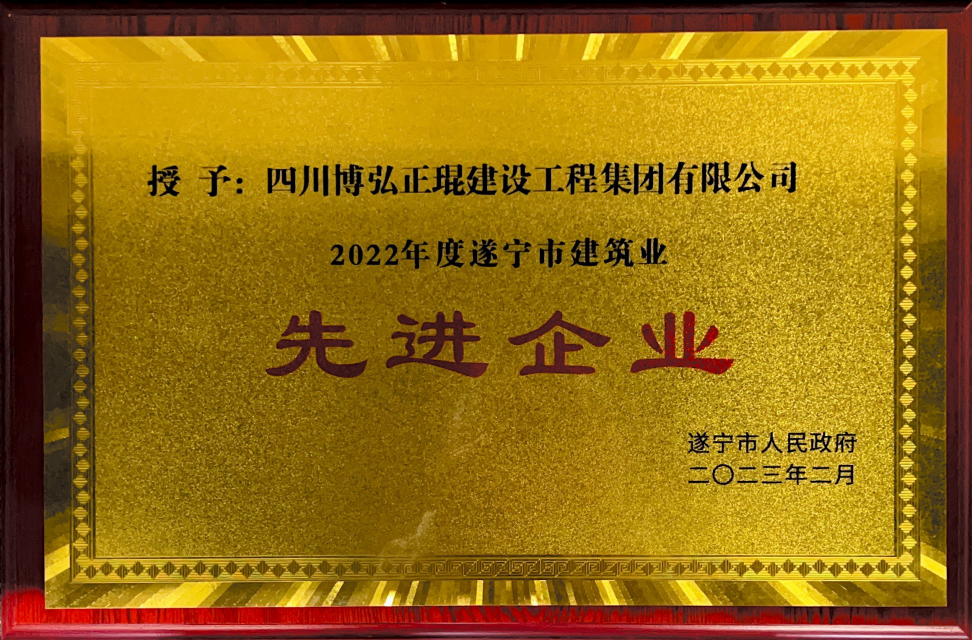 授 予：四川博弘正琨建设工程集团有限公司
2022年度遂宁市建筑业
先进企业
遂宁市人民政府
二〇二三年二月